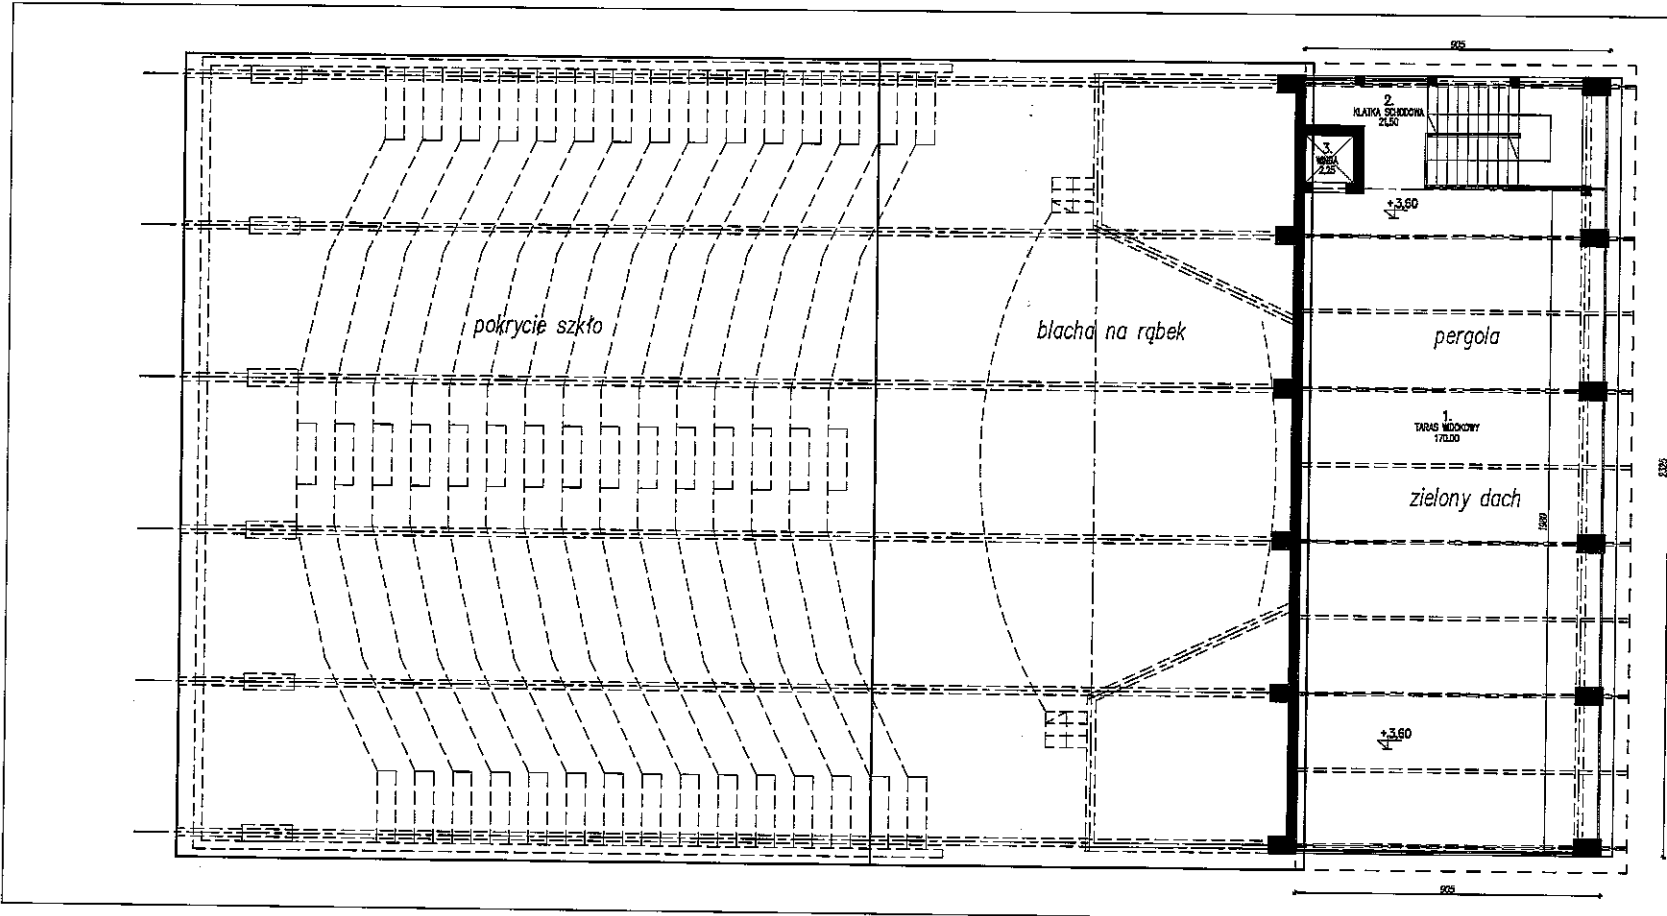 905
2.
KLATKA SCHODOWA
21,50
3.
WINDA
2,25
+3,60
pokrycie szkło
blacha na rąbek
pergola
1.
TARAS WIDOKOWY
170.00
2325
zielony dach
1980
+3,60
905